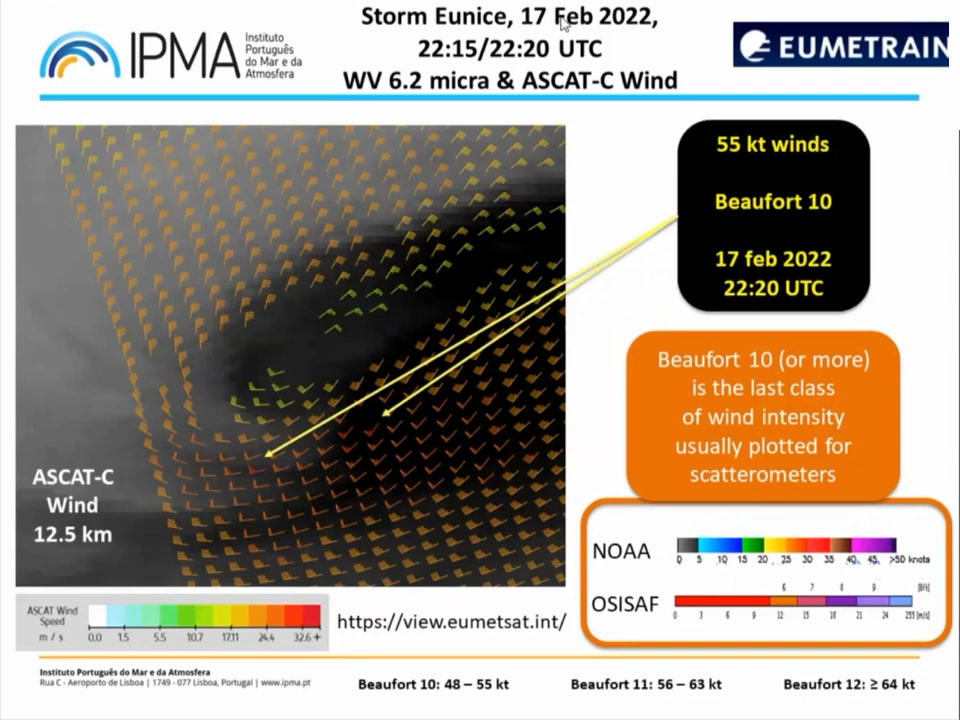 IPMA
Instituto
Português
do Mar e da
Atmosfera
Storm Eunice, 17 Feb 2022,
22:15/22:20 UTC
WV 6.2 micra & ASCAT-C Wind
EUMETRAIN
55 kt winds
Beaufort 10
17 feb 2022
22:20 UTC
Beaufort 10 (or more)
is the last class
of wind intensity
usually plotted for
scatterometers
ASCAT-C
Wind
12.5 km
NOAA
0 5 10 15 20 25 30 35 40 45 >50 knots
OSISAF
6 7 8 9 [Bft]
0 3 6 9 12 15 18 21 24 [m/s]
ASCAT Wind
Speed
m / s
0.0 1.5 5.5 10.7 17.11 24.4 32.6 +
https://view.eumetsat.int/
Instituto Português do Mar e da Atmosfera
Rua C - Aeroporto de Lisboa | 1749 - 077 Lisboa, Portugal | www.ipma.pt
Beaufort 10: 48 – 55 kt
Beaufort 11: 56 – 63 kt
Beaufort 12: ≥ 64 kt